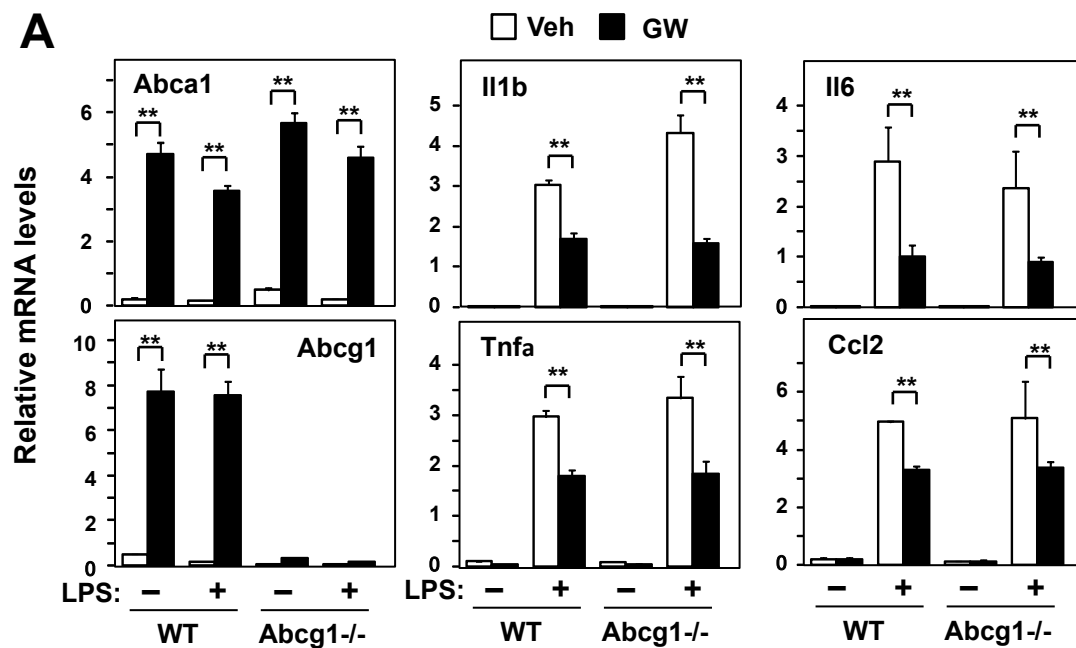 A
Veh GW
Relative mRNA levels
Abca1
** ** ** **
6
4
2
0
Il1b
** **
5
4
3
2
1
0
Il6
** **
4
3
2
1
0
Abcg1
** **
10
8
6
4
2
0
Tnfa
** **
4
3
2
1
0
Ccl2
** **
6
4
2
0
LPS: − + − +
WT Abcg1-/-
LPS: − + − +
WT Abcg1-/-
LPS: − + − +
WT Abcg1-/-